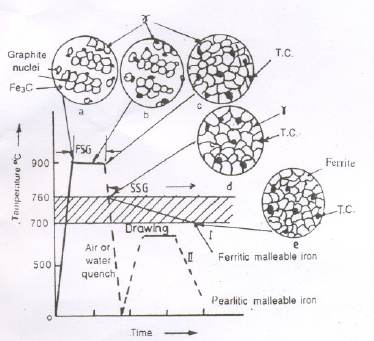 γ
Graphite
nuclei
Fe₃C
T.C.
a
b
c
FSG
γ
T.C.
d
Temperature °C
900
SSG
760
700
500
0
Ferrite
T.C.
e
Drawing
I
Ferritic malleable iron
Air or
water
quench
II
Pearlitic malleable iron
Time